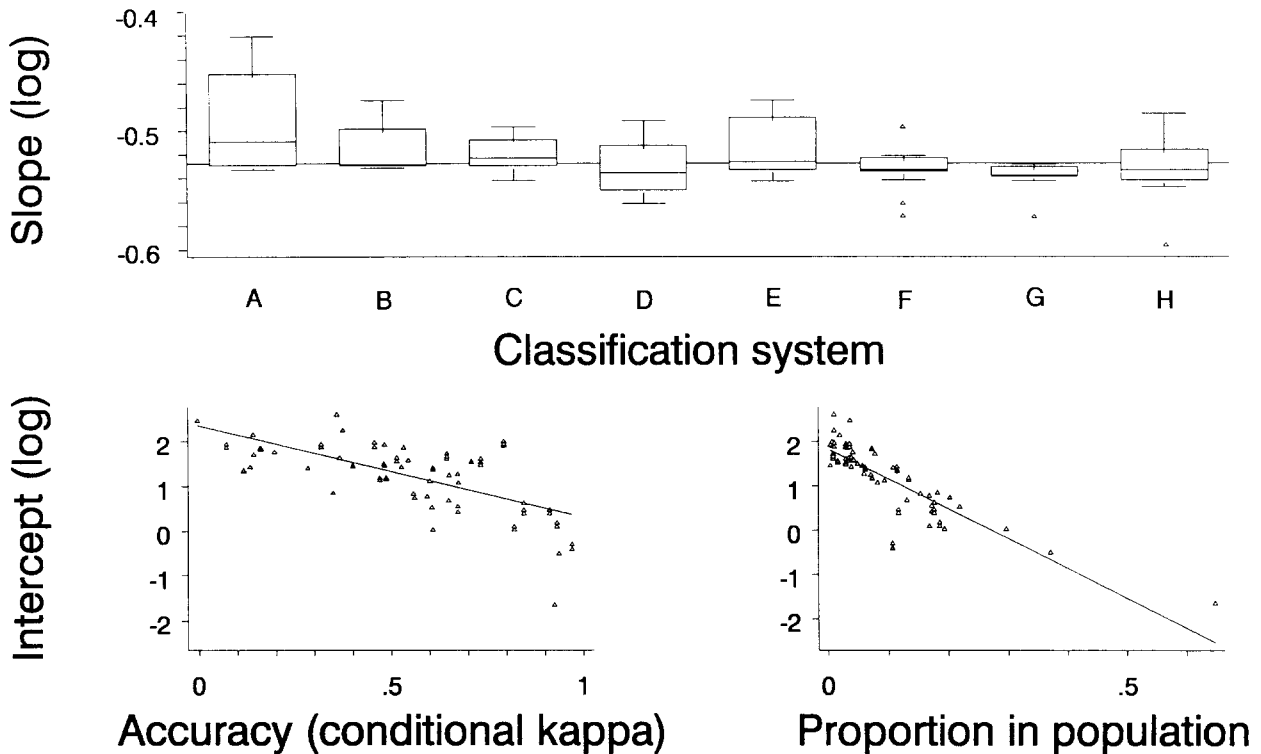 Slope (log)
-0.4
-0.5
-0.6
A B C D E F G H
Classification system
Intercept (log)
2
1
0
-1
-2
0 .5 1
Accuracy (conditional kappa)
2
1
0
-1
-2
0 .5
Proportion in population